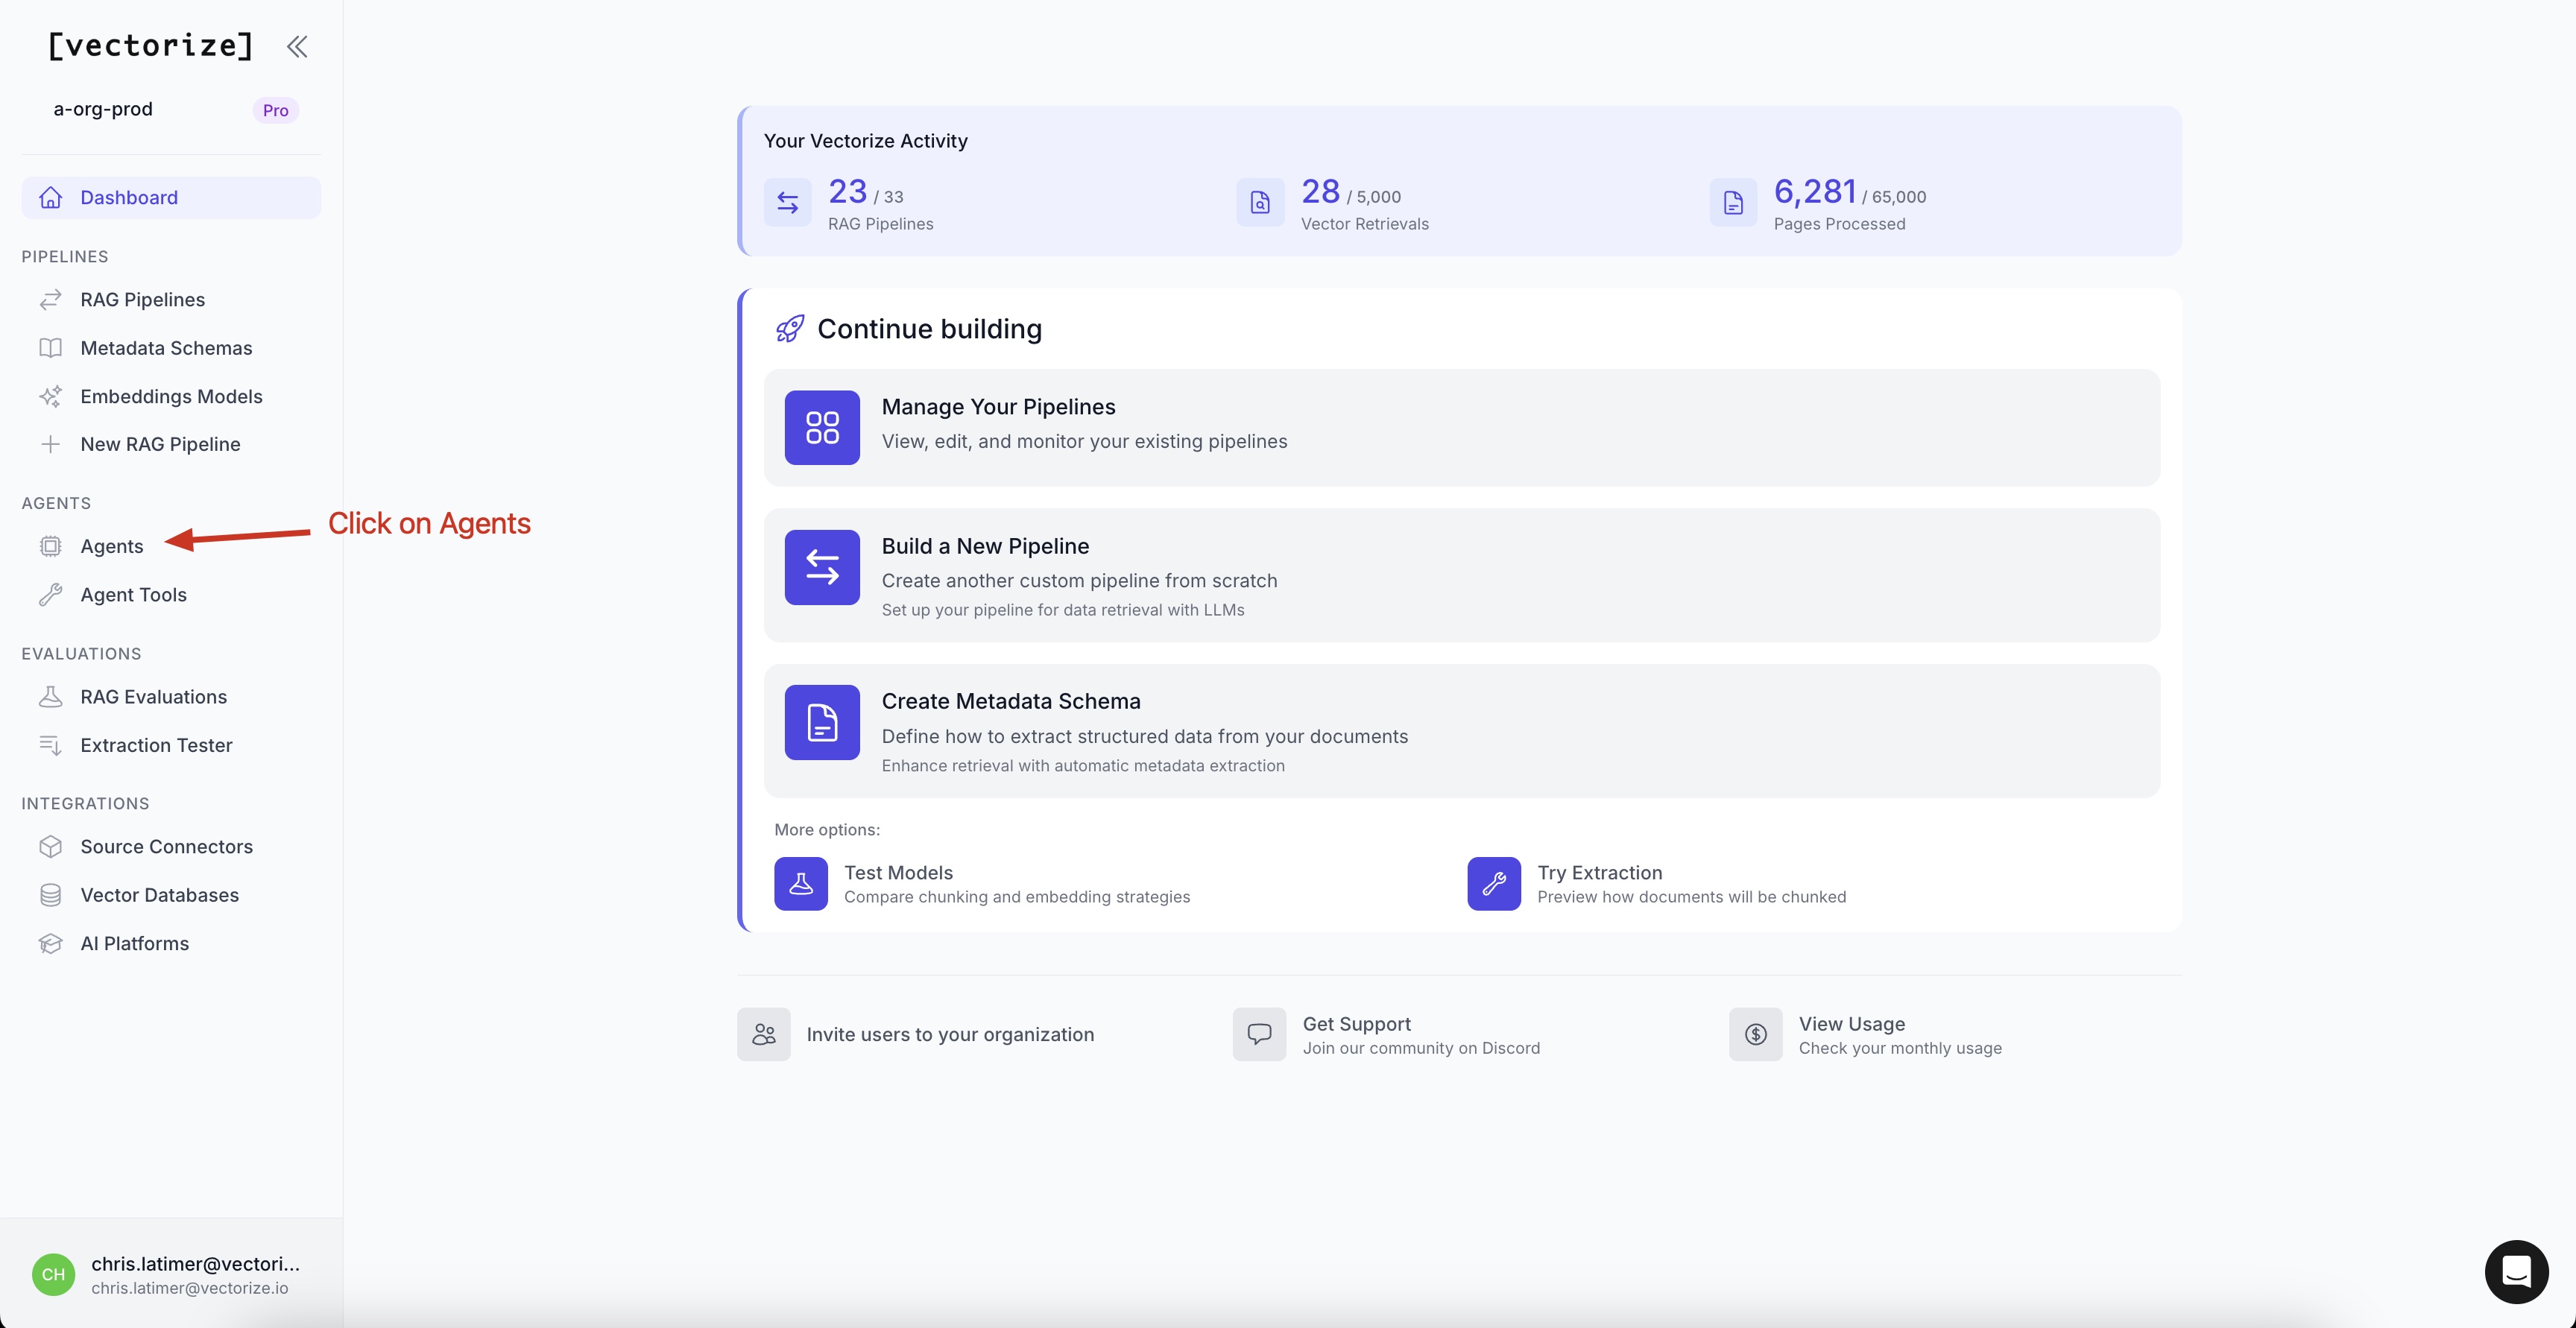 [vectorize]
a-org-prod
Pro
Dashboard
PIPELINES
RAG Pipelines
Metadata Schemas
Embeddings Models
New RAG Pipeline
AGENTS
Agents
Click on Agents
Agent Tools
EVALUATIONS
RAG Evaluations
Extraction Tester
INTEGRATIONS
Source Connectors
Vector Databases
AI Platforms
CH
chris.latimer@vectori...
chris.latimer@vectorize.io
Your Vectorize Activity
23 / 33
RAG Pipelines
28 / 5,000
Vector Retrievals
6,281 / 65,000
Pages Processed
Continue building
Manage Your Pipelines
View, edit, and monitor your existing pipelines
Build a New Pipeline
Create another custom pipeline from scratch
Set up your pipeline for data retrieval with LLMs
Create Metadata Schema
Define how to extract structured data from your documents
Enhance retrieval with automatic metadata extraction
More options:
Test Models
Compare chunking and embedding strategies
Try Extraction
Preview how documents will be chunked
Invite users to your organization
Get Support
Join our community on Discord
View Usage
Check your monthly usage